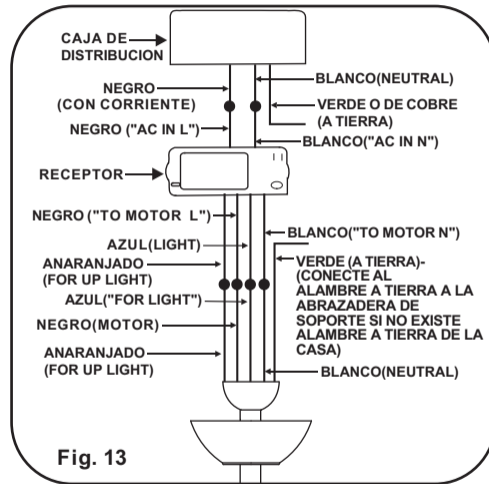 CAJA DE
DISTRIBUCION
NEGRO
(CON CORRIENTE)
NEGRO ("AC IN L")
BLANCO(NEUTRAL)
VERDE O DE COBRE
(A TIERRA)
BLANCO("AC IN N")
RECEPTOR
NEGRO ("TO MOTOR L")
AZUL(LIGHT)
ANARANJADO
(FOR UP LIGHT)
AZUL("FOR LIGHT")
NEGRO(MOTOR)
ANARANJADO
(FOR UP LIGHT)
BLANCO("TO MOTOR N")
VERDE (A TIERRA)-
(CONECTE AL
ALAMBRE A TIERRA A LA
ABRAZADERA DE
SOPORTE SI NO EXISTE
ALAMBRE A TIERRA DE LA
CASA)
BLANCO(NEUTRAL)
Fig. 13